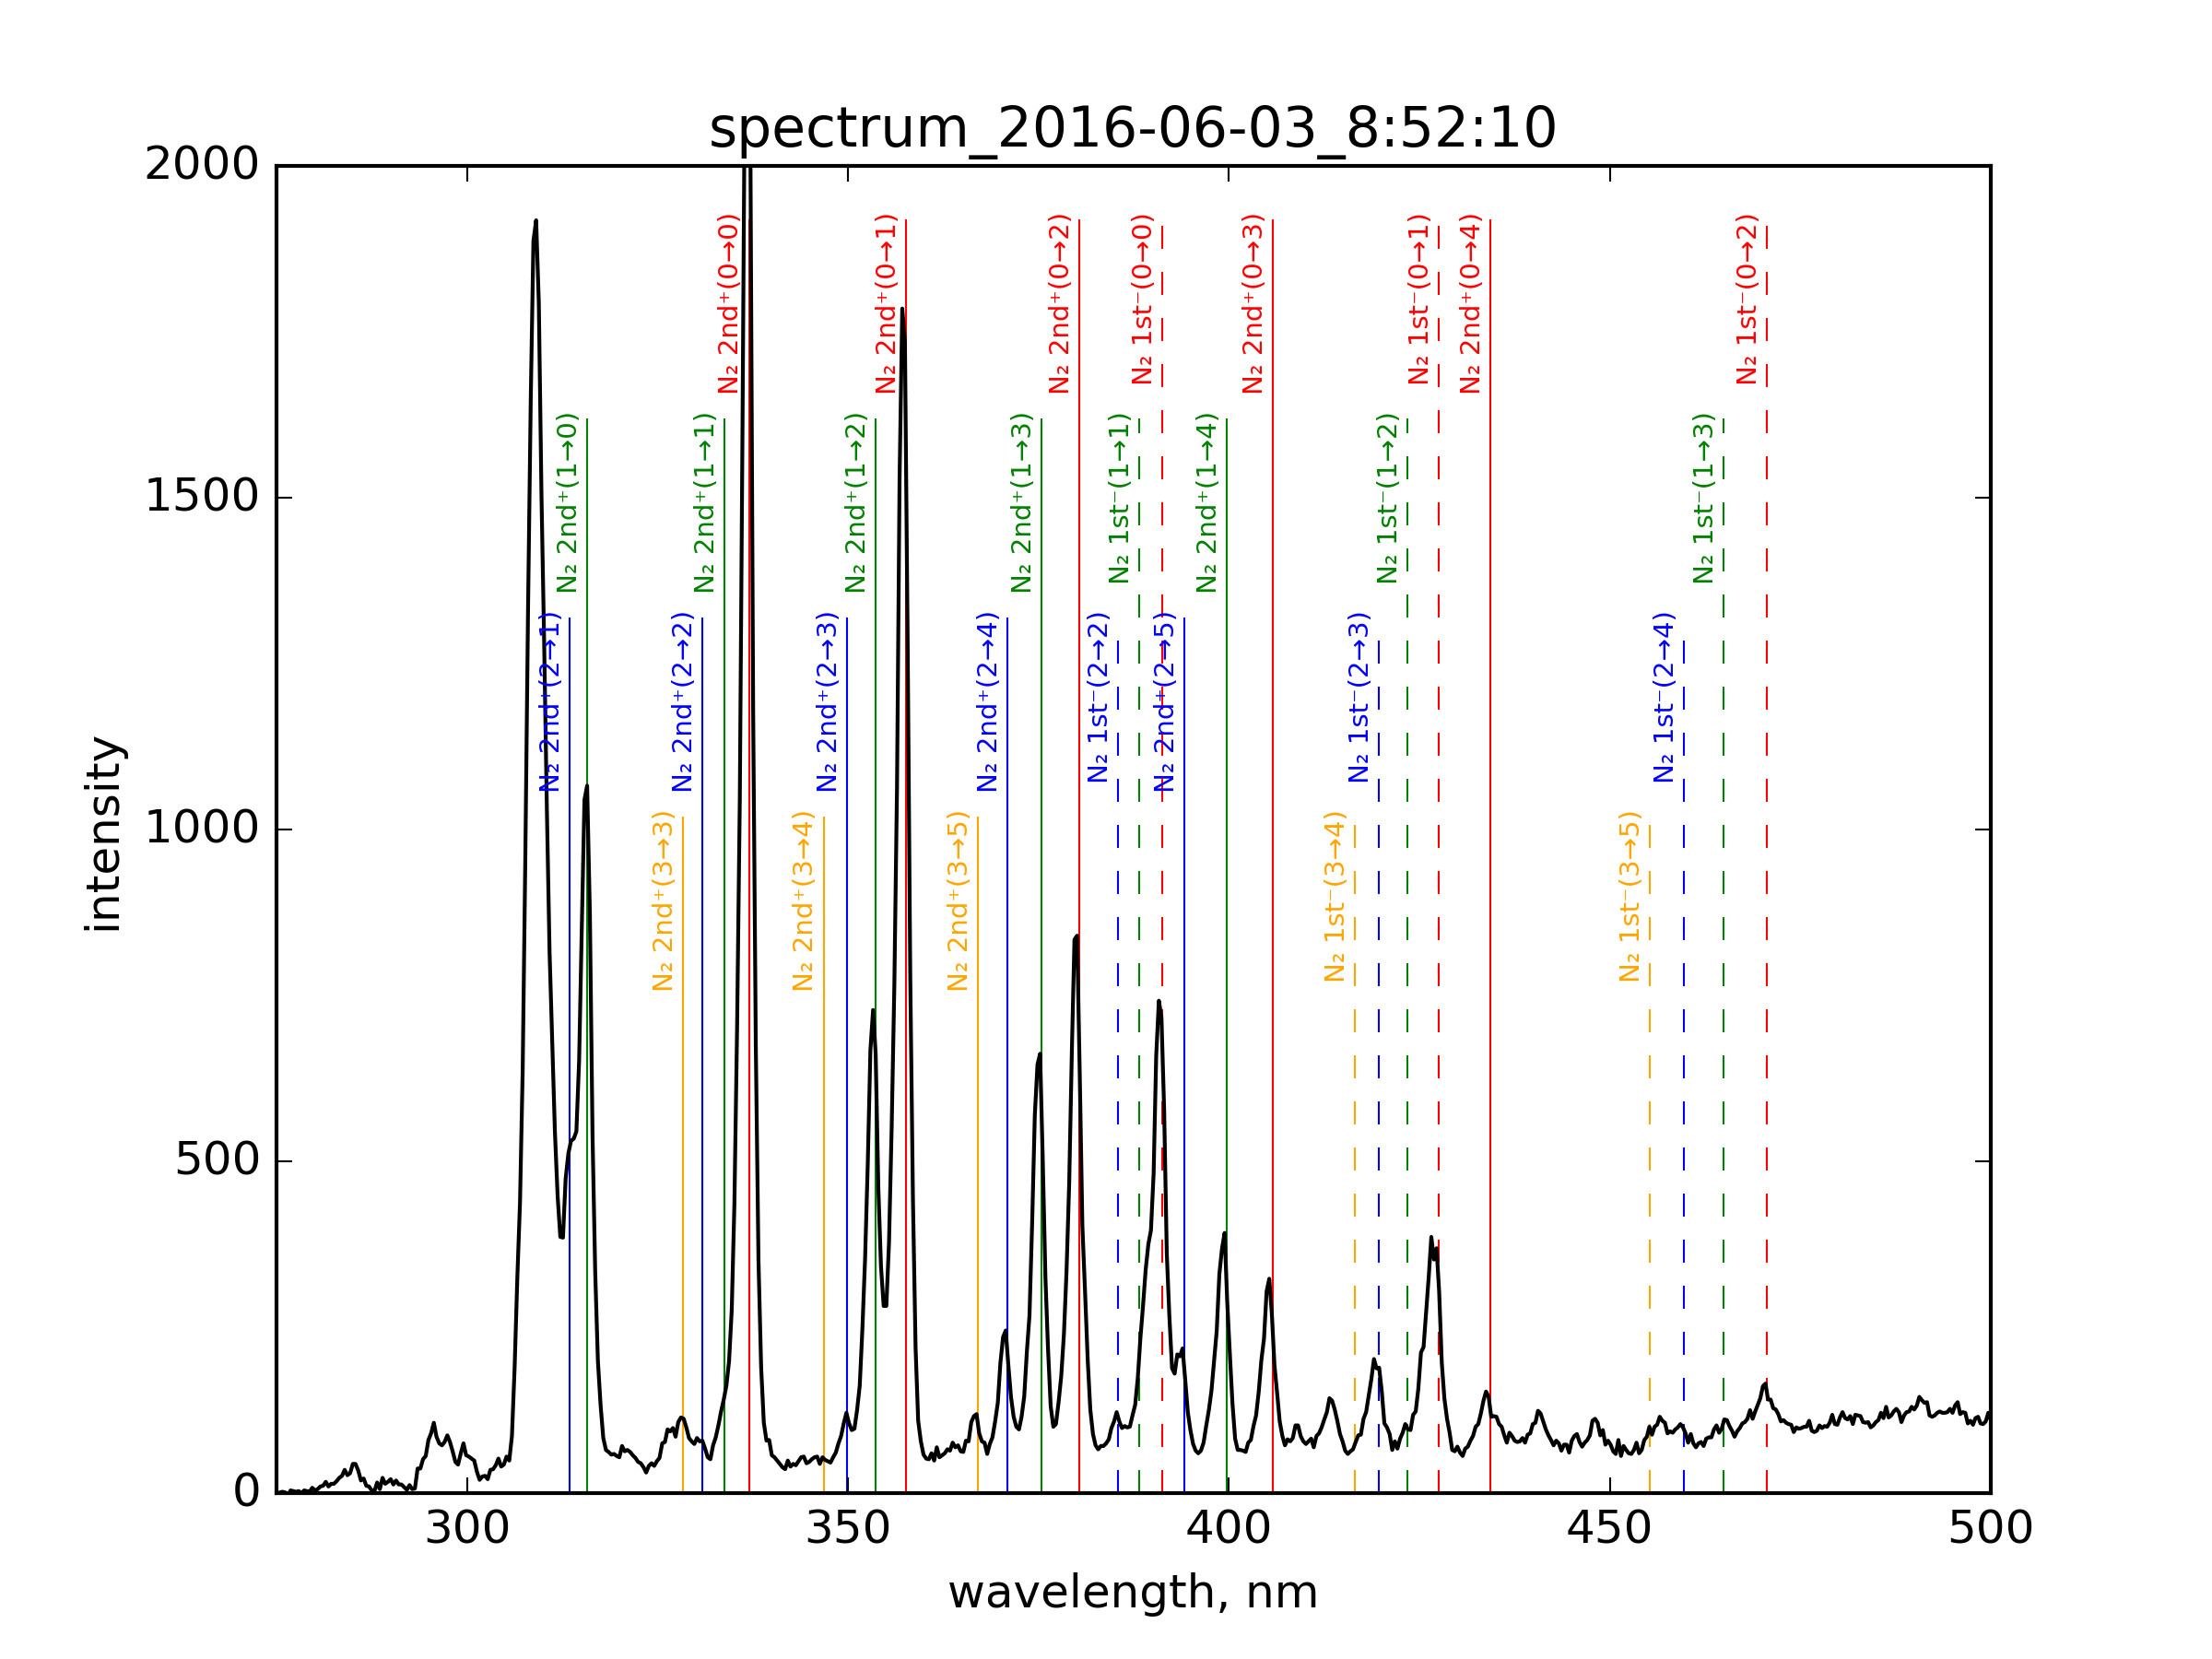 spectrum_2016-06-03_8:52:10
2000
1500
1000
500
0
intensity
N₂ 2nd⁺(0→0)
N₂ 2nd⁺(0→1)
N₂ 2nd⁺(0→2)
N₂ 1st⁻(0→0)
N₂ 2nd⁺(0→3)
N₂ 1st⁻(0→1)
N₂ 2nd⁺(0→4)
N₂ 1st⁻(0→2)
N₂ 2nd⁺(1→0)
N₂ 2nd⁺(1→1)
N₂ 2nd⁺(1→2)
N₂ 2nd⁺(1→3)
N₂ 1st⁻(1→1)
N₂ 2nd⁺(1→4)
N₂ 1st⁻(1→2)
N₂ 1st⁻(1→3)
N₂ 2nd⁺(2→1)
N₂ 2nd⁺(2→2)
N₂ 2nd⁺(2→3)
N₂ 2nd⁺(2→4)
N₂ 1st⁻(2→2)
N₂ 2nd⁺(2→5)
N₂ 1st⁻(2→3)
N₂ 1st⁻(2→4)
N₂ 2nd⁺(3→3)
N₂ 2nd⁺(3→4)
N₂ 2nd⁺(3→5)
N₂ 1st⁻(3→4)
N₂ 1st⁻(3→5)
300 350 400 450 500
wavelength, nm